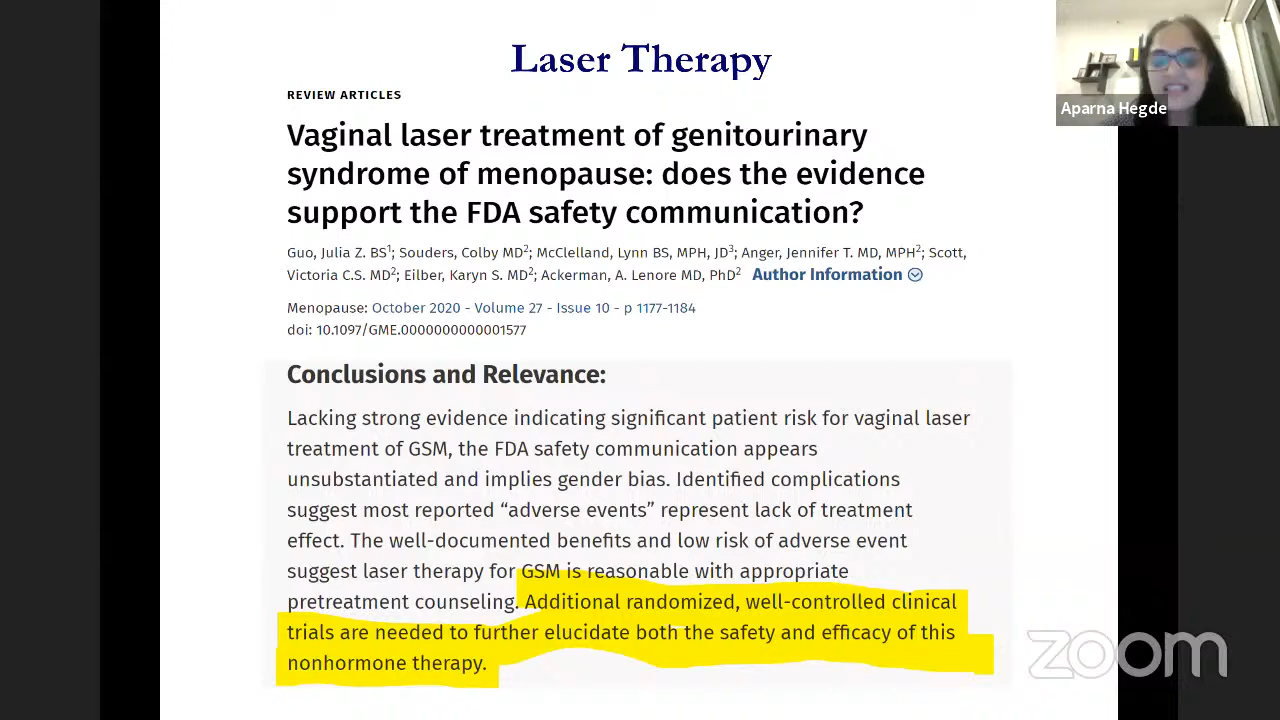 Laser Therapy
REVIEW ARTICLES
Vaginal laser treatment of genitourinary
syndrome of menopause: does the evidence
support the FDA safety communication?
Guo, Julia Z. BS1; Souders, Colby MD2; McClelland, Lynn BS, MPH, JD3; Anger, Jennifer T. MD, MPH2; Scott,
Victoria C.S. MD2; Eilber, Karyn S. MD2; Ackerman, A. Lenore MD, PhD2 Author Information
Menopause: October 2020 - Volume 27 - Issue 10 - p 1177-1184
doi: 10.1097/GME.0000000000001577
Conclusions and Relevance:
Lacking strong evidence indicating significant patient risk for vaginal laser
treatment of GSM, the FDA safety communication appears
unsubstantiated and implies gender bias. Identified complications
suggest most reported “adverse events” represent lack of treatment
effect. The well-documented benefits and low risk of adverse event
suggest laser therapy for GSM is reasonable with appropriate
pretreatment counseling. Additional randomized, well-controlled clinical
trials are needed to further elucidate both the safety and efficacy of this
nonhormone therapy.
Aparna Hegde
zoom